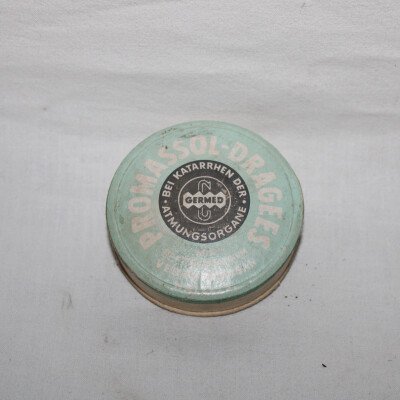 PROMASSOL-DRAGEES
• BEI KATARRHEN DER •
GERMED
ATMUNGSORGANE